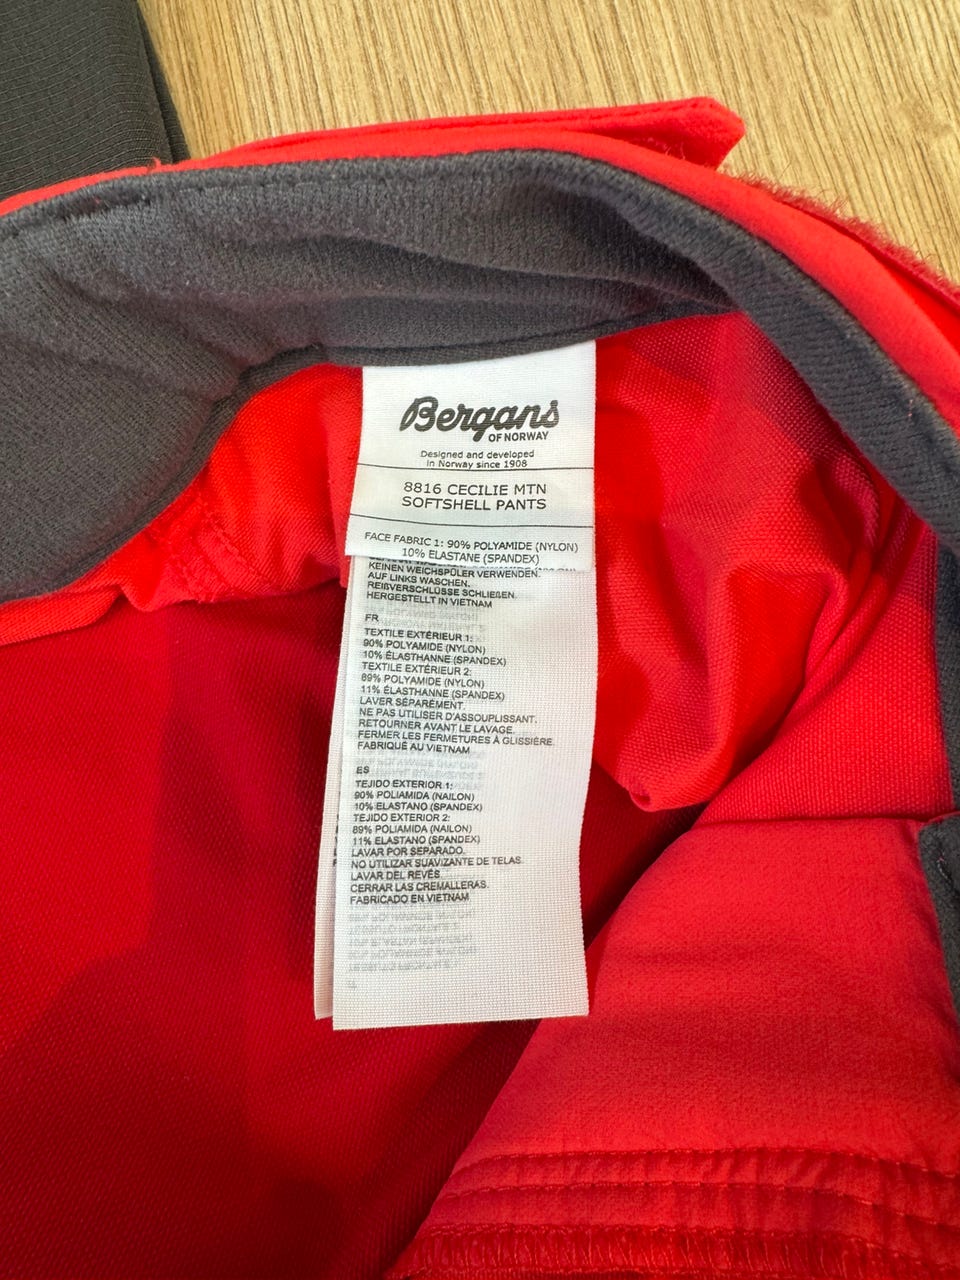 Bergans
OF NORWAY
Designed and developed
in Norway since 1908
8816 CECILIE MTN
SOFTSHELL PANTS
FACE FABRIC 1: 90% POLYAMIDE (NYLON)
10% ELASTANE (SPANDEX)
KEINEN WEICHSPÜLER VERWENDEN.
AUF LINKS WASCHEN.
REIßVERSCHLÜSSE SCHLIEßEN.
HERGESTELLT IN VIETNAM
FR
TEXTILE EXTÉRIEUR 1:
90% POLYAMIDE (NYLON)
10% ÉLASTHANNE (SPANDEX)
TEXTILE EXTÉRIEUR 2:
89% POLYAMIDE (NYLON)
11% ÉLASTHANNE (SPANDEX)
LAVER SÉPARÉMENT.
NE PAS UTILISER D'ASSOUPLISSANT.
RETOURNER AVANT LE LAVAGE.
FERMER LES FERMETURES À GLISSIÈRE.
FABRIQUÉ AU VIETNAM
ES
TEJIDO EXTERIOR 1:
90% POLIAMIDA (NAILON)
10% ELASTANO (SPANDEX)
TEJIDO EXTERIOR 2:
89% POLIAMIDA (NAILON)
11% ELASTANO (SPANDEX)
LAVAR POR SEPARADO.
NO UTILIZAR SUAVIZANTE DE TELAS.
LAVAR DEL REVÉS.
CERRAR LAS CREMALLERAS.
FABRICADO EN VIETNAM